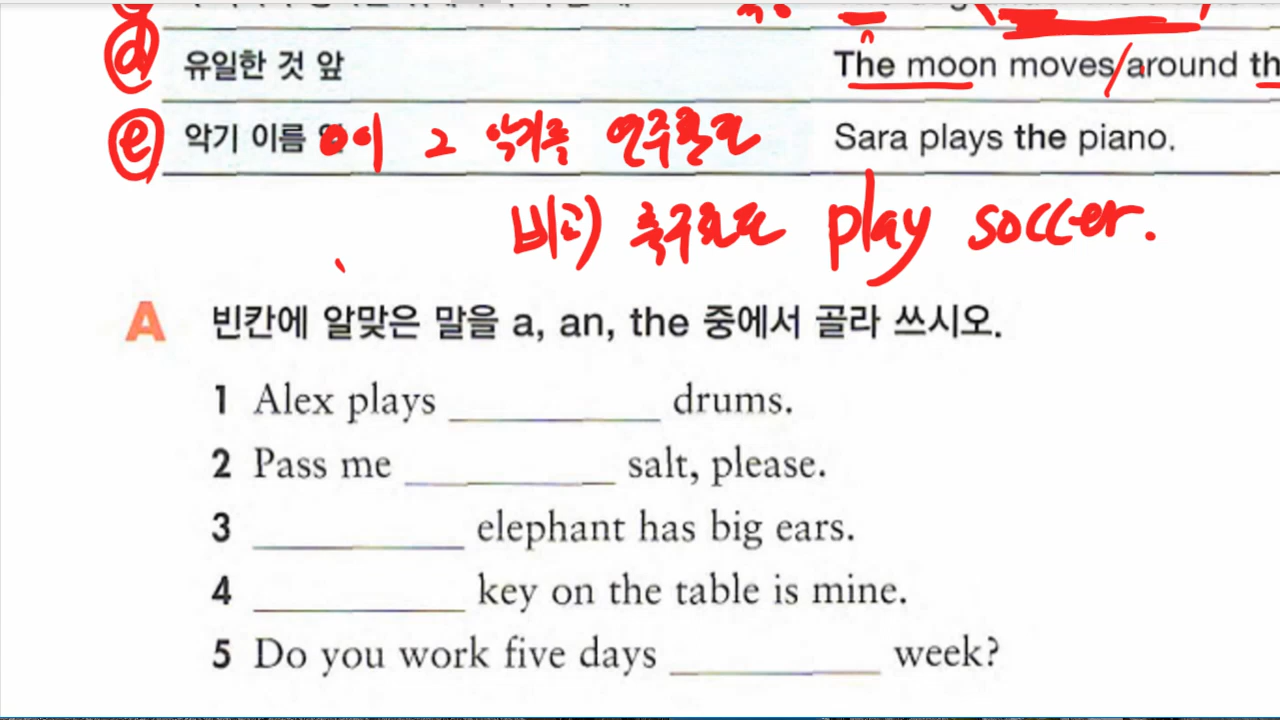 ⓓ 유일한 것 앞 The moon moves/around th
ⓔ 악기 이름 그 악기를 연주하다 Sara plays the piano.
비교) 축구하다 play soccer.
A 빈칸에 알맞은 말을 a, an, the 중에서 골라 쓰시오.
1 Alex plays __________ drums.
2 Pass me __________ salt, please.
3 __________ elephant has big ears.
4 __________ key on the table is mine.
5 Do you work five days __________ week?